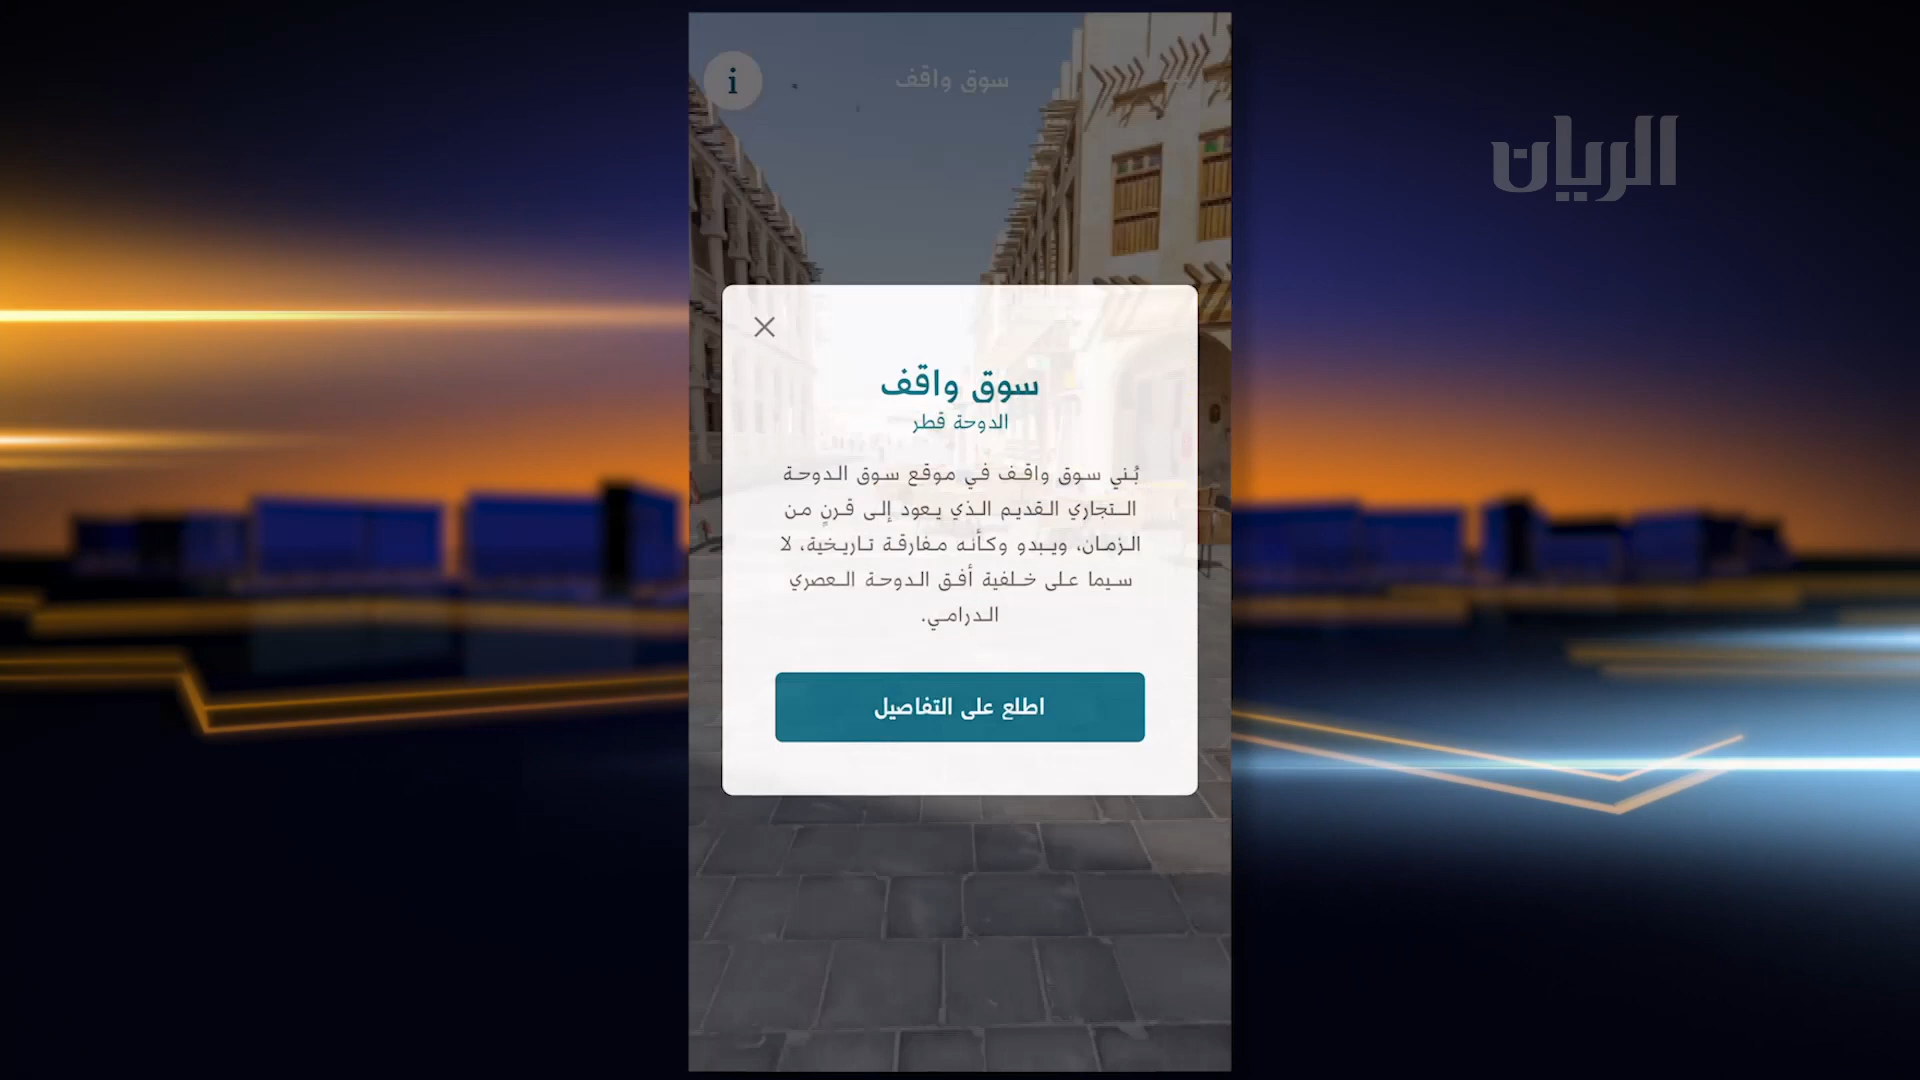 سوق واقف
i
الريان
سوق واقف
الدوحة قطر
بُني سوق واقف في موقع سوق الدوحة
التجاري القديم الذي يعود إلى قرنٍ من
الزمان، ويبدو وكأنه مفارقة تاريخية، لا
سيما على خلفية أفق الدوحة العصري
الدرامي.
اطلع على التفاصيل